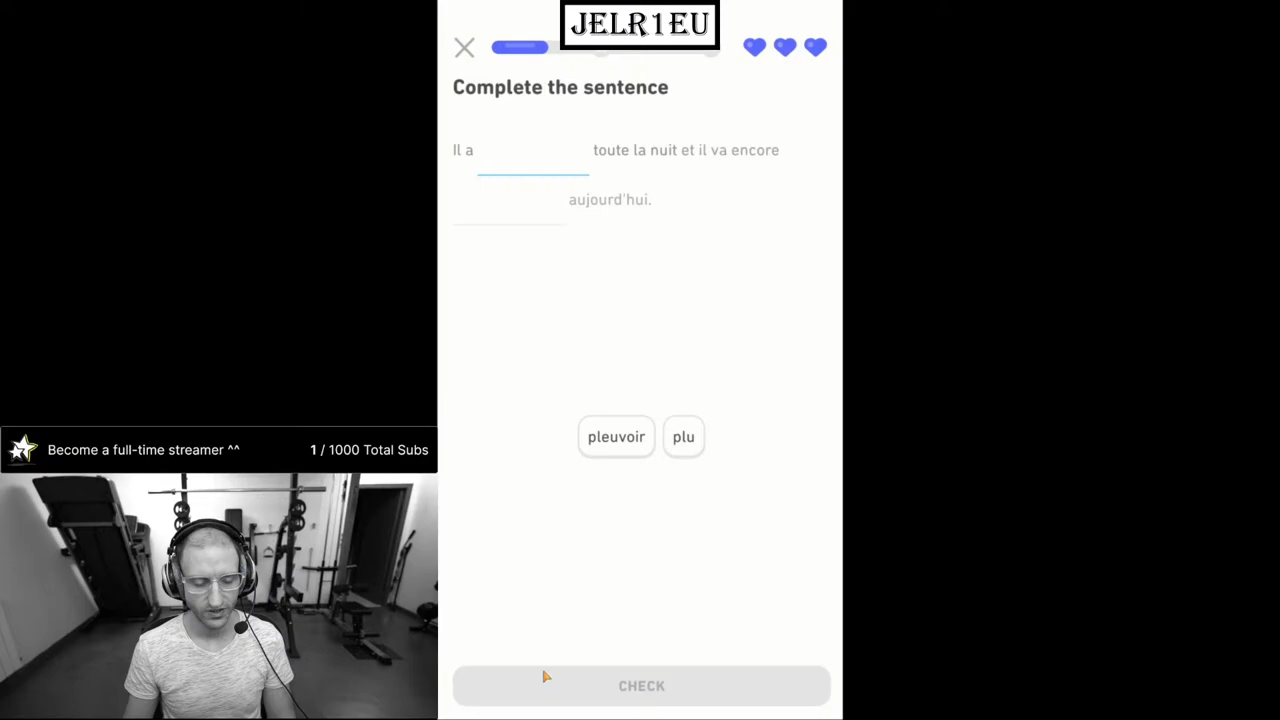 JELR1EU
Complete the sentence
Il a toute la nuit et il va encore
aujourd'hui.
pleuvoir plu
Become a full-time streamer ^^ 1 / 1000 Total Subs
CHECK